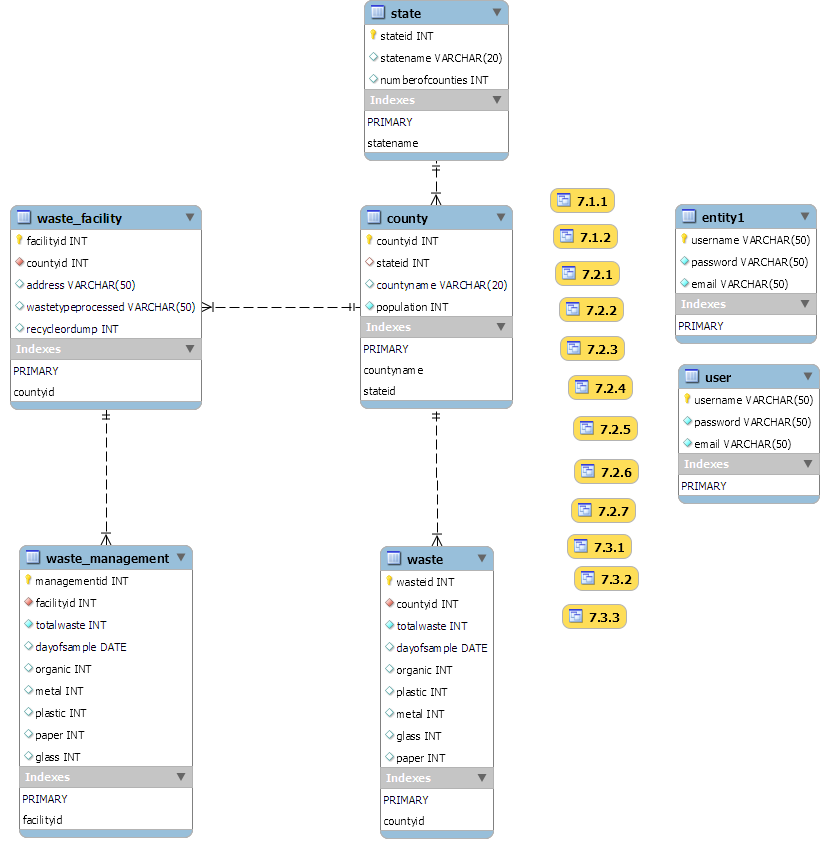 state
stateid INT
statename VARCHAR(20)
numberofcounties INT
Indexes
PRIMARY
statename
waste_facility
facilityid INT
countyid INT
address VARCHAR(50)
wastetypeprocessed VARCHAR(50)
recycleordump INT
Indexes
PRIMARY
countyid
county
countyid INT
stateid INT
countyname VARCHAR(20)
population INT
Indexes
PRIMARY
countyname
stateid
7.1.1
7.1.2
7.2.1
7.2.2
7.2.3
7.2.4
7.2.5
7.2.6
7.2.7
7.3.1
7.3.2
7.3.3
entity1
username VARCHAR(50)
password VARCHAR(50)
email VARCHAR(50)
Indexes
PRIMARY
user
username VARCHAR(50)
password VARCHAR(50)
email VARCHAR(50)
Indexes
PRIMARY
waste_management
managementid INT
facilityid INT
totalwaste INT
dayofsample DATE
organic INT
metal INT
plastic INT
paper INT
glass INT
Indexes
PRIMARY
facilityid
waste
wasteid INT
countyid INT
totalwaste INT
dayofsample DATE
organic INT
plastic INT
metal INT
glass INT
paper INT
Indexes
PRIMARY
countyid